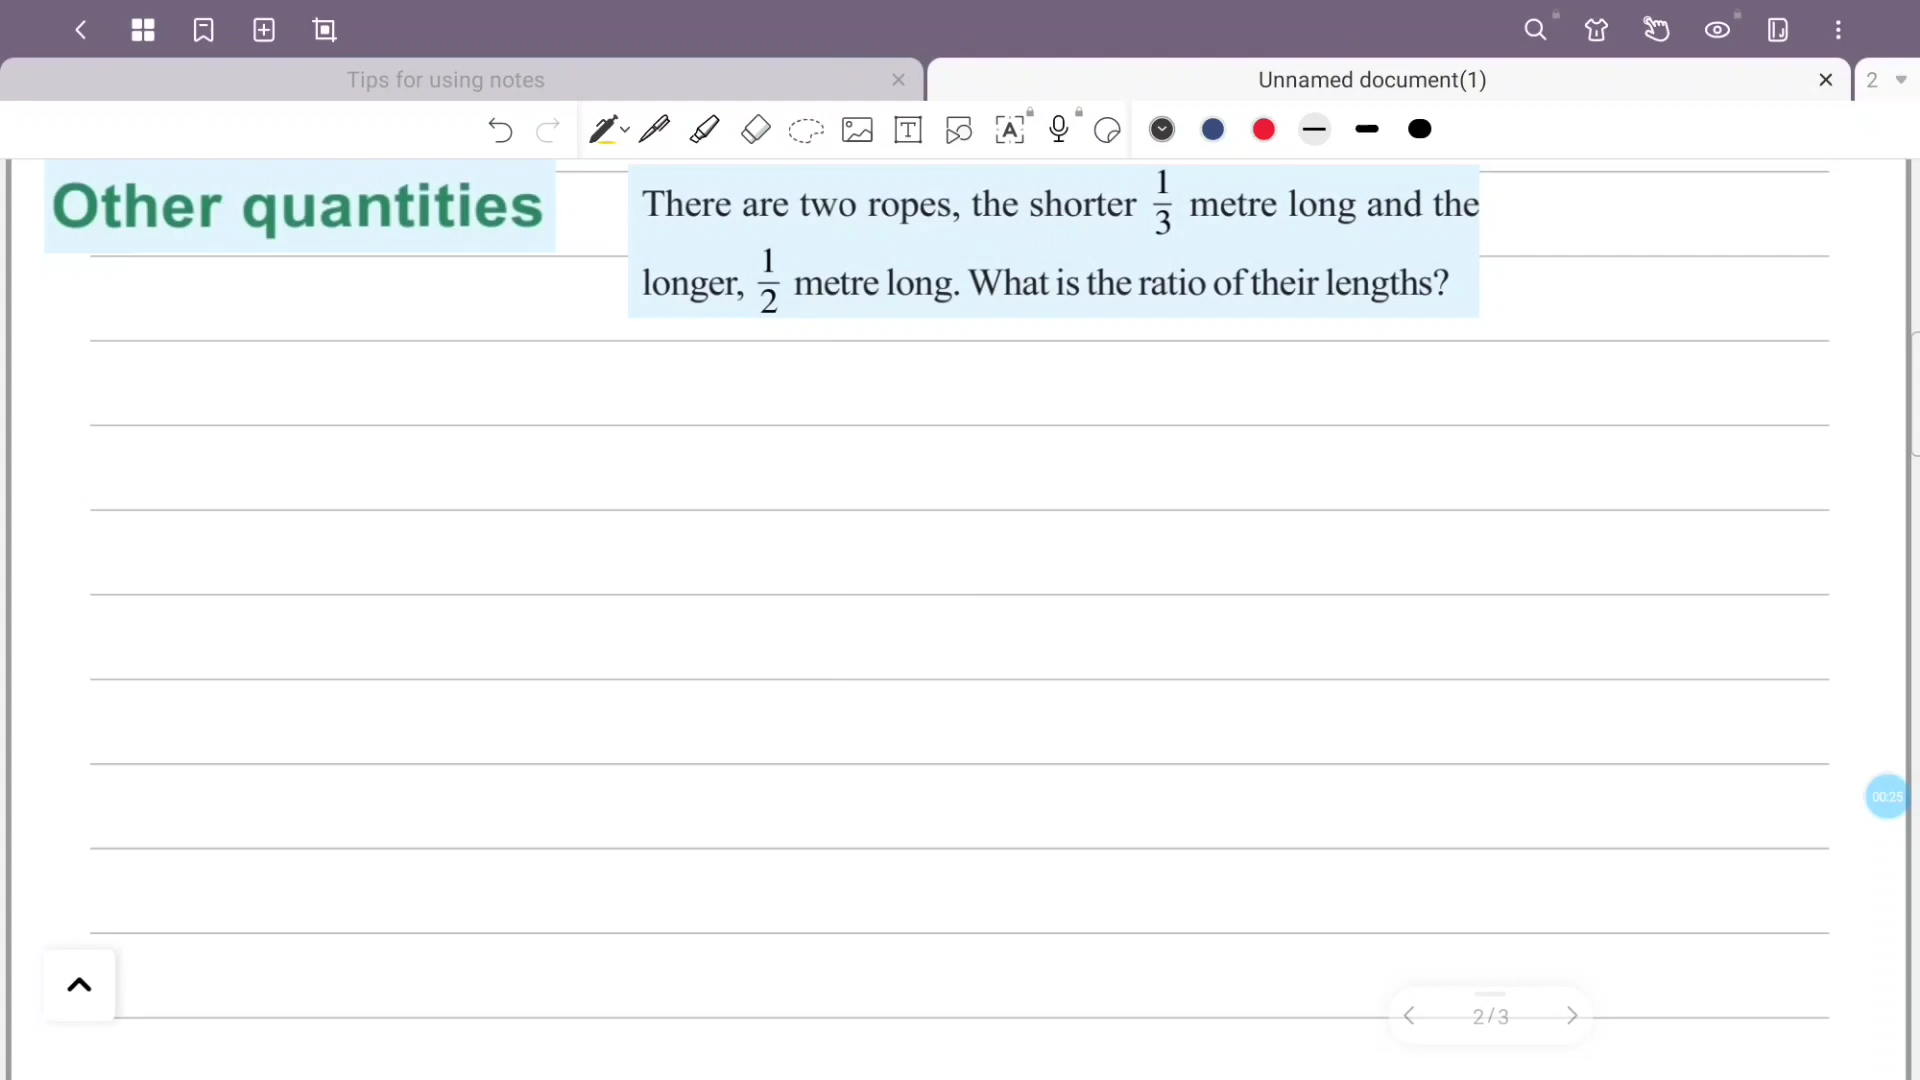 Tips for using notes
Unnamed document(1)
2
Other quantities
There are two ropes, the shorter 1/3 metre long and the
longer, 1/2 metre long. What is the ratio of their lengths?
00:25
2/3